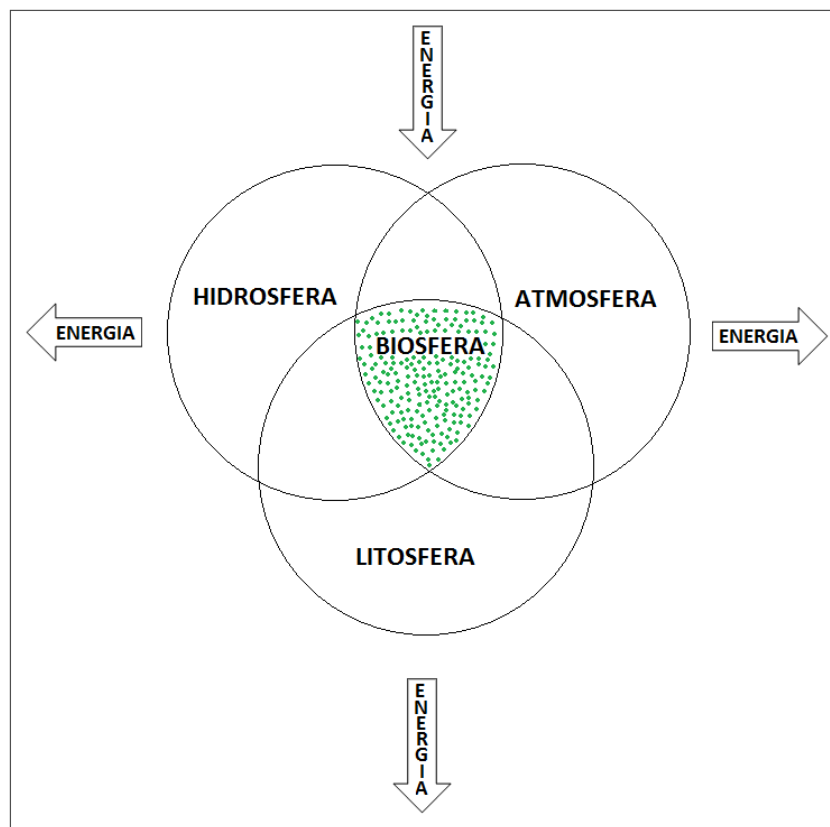 ENERGIA
HIDROSFERA
ATMOSFERA
BIOSFERA
ENERGIA
ENERGIA
LITOSFERA
ENERGIA